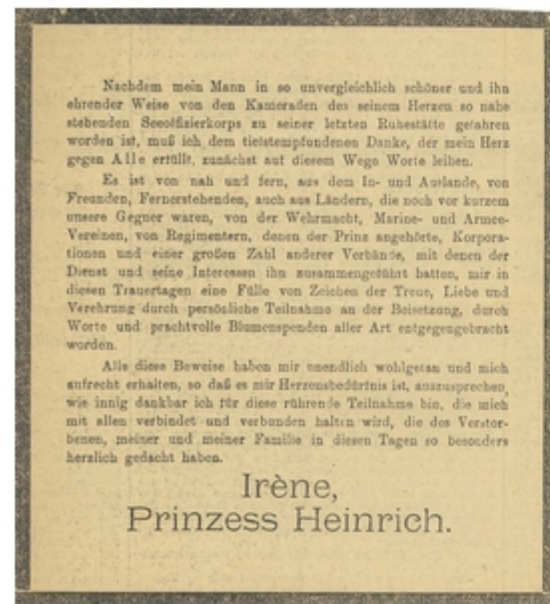 Nachdem mein Mann in so unvergleichlich schöner und ihn
ehrender Weise von den Kameraden des seinem Herzen so nahe
stehenden Seeoffizierkorps zu seiner letzten Ruhestätte gefahren
worden ist, muß ich dem tiefstempfundenen Danke, der mein Herz
gegen Alle erfüllt, zunächst auf diesem Wege Worte leihen.
Es ist von nah und fern, aus dem In- und Auslande, von
Freunden, Fernerstehenden, auch aus Ländern, die noch vor kurzem
unsere Gegner waren, von der Wehrmacht, Marine- und Armee-
Vereinen, von Regimentern, denen der Prinz angehörte, Korpora-
tionen und einer großen Zahl anderer Verbände, mit denen der
Dienst und seine Interessen ihn zusammengeführt hatten, mir in
diesen Trauertagen eine Fülle von Zeichen der Treue, Liebe und
Verehrung durch persönliche Teilnahme an der Beisetzung, durch
Worte und prachtvolle Blumenspenden aller Art entgegengebracht
worden.
Alle diese Beweise haben mir unendlich wohlgetan und mich
aufrecht erhalten, so daß es mir Herzensbedürfnis ist, auszusprechen,
wie innig dankbar ich für diese rührende Teilnahme bin, die mich
mit allen verbindet und verbunden halten wird, die des Verstor-
benen, meiner und meiner Familie in diesen Tagen so besonders
herzlich gedacht haben.
Irène,
Prinzess Heinrich.